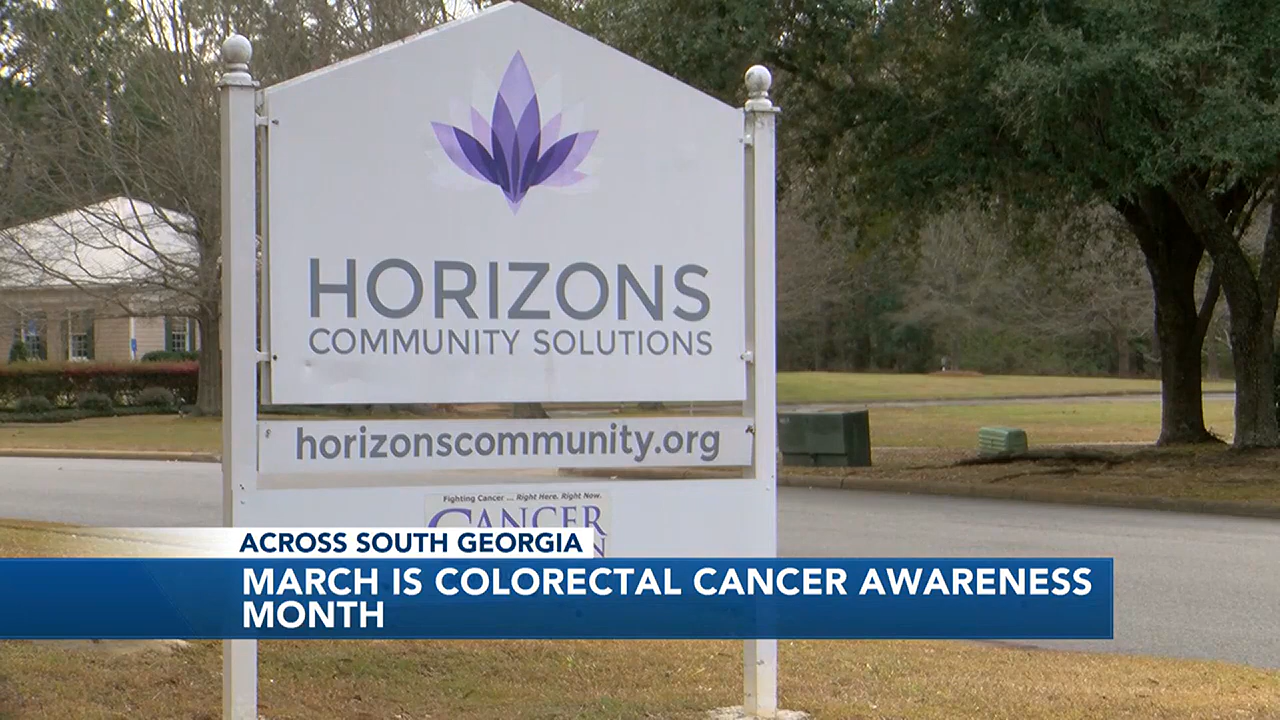 HORIZONS
COMMUNITY SOLUTIONS
horizonscommunity.org
Fighting Cancer ... Right Here. Right Now.
CANCER
ACROSS SOUTH GEORGIA
MARCH IS COLORECTAL CANCER AWARENESS
MONTH